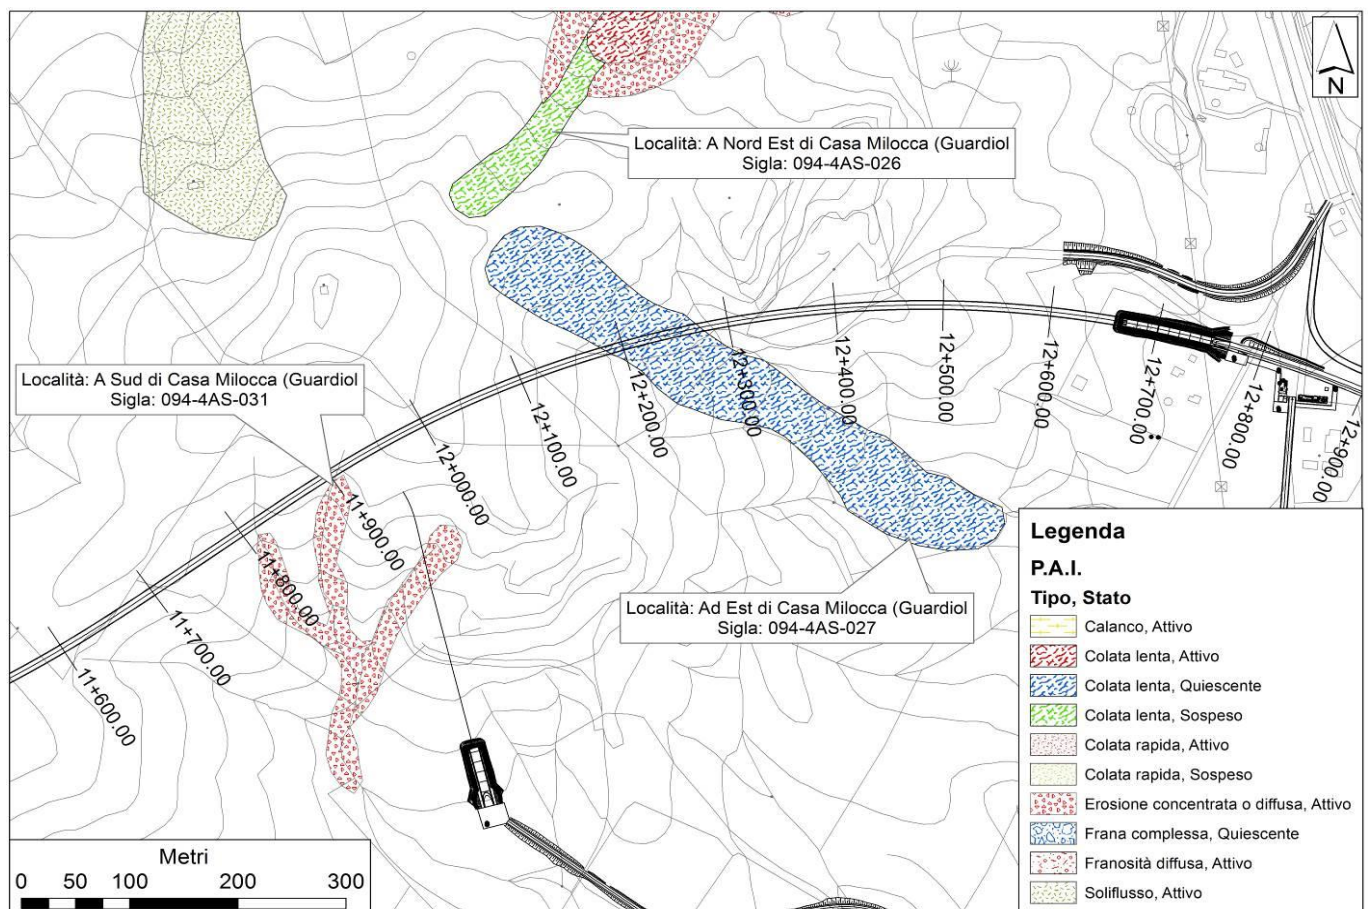 N
Località: A Nord Est di Casa Milocca (Guardiol
Sigla: 094-4AS-026
Località: A Sud di Casa Milocca (Guardiol
Sigla: 094-4AS-031
11+600.00
11+700.00
11+800.00
11+900.00
12+000.00
12+100.00
12+200.00
12+300.00
12+400.00
12+500.00
12+600.00
12+700.00
12+800.00
12+900.00
Località: Ad Est di Casa Milocca (Guardiol
Sigla: 094-4AS-027
Legenda
P.A.I.
Tipo, Stato
Calanco, Attivo
Colata lenta, Attivo
Colata lenta, Quiescente
Colata lenta, Sospeso
Colata rapida, Attivo
Colata rapida, Sospeso
Erosione concentrata o diffusa, Attivo
Frana complessa, Quiescente
Franosità diffusa, Attivo
Soliflusso, Attivo
Metri
0 50 100 200 300